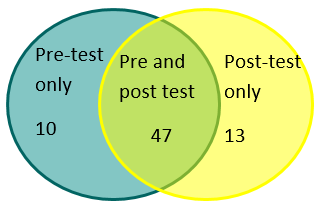 Pre-test
only
10
Pre and
post test
47
Post-test
only
13